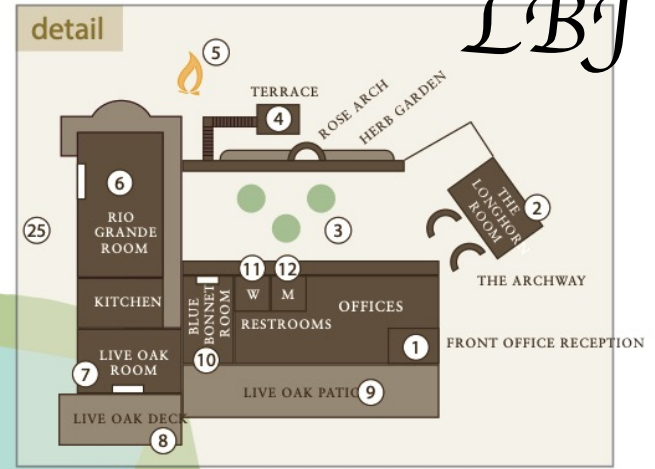 LBJ
detail
5
TERRACE
4
ROSE ARCH
HERB GARDEN
6
RIO
GRANDE
ROOM
25
3
2
THE
LONGHOR
ROOM
THE ARCHWAY
11
12
W
M
KITCHEN
BLUE
BONNET
ROOM
RESTROOMS
OFFICES
1
FRONT OFFICE RECEPTION
LIVE OAK
ROOM
7
10
LIVE OAK PATIO
9
LIVE OAK DECK
8